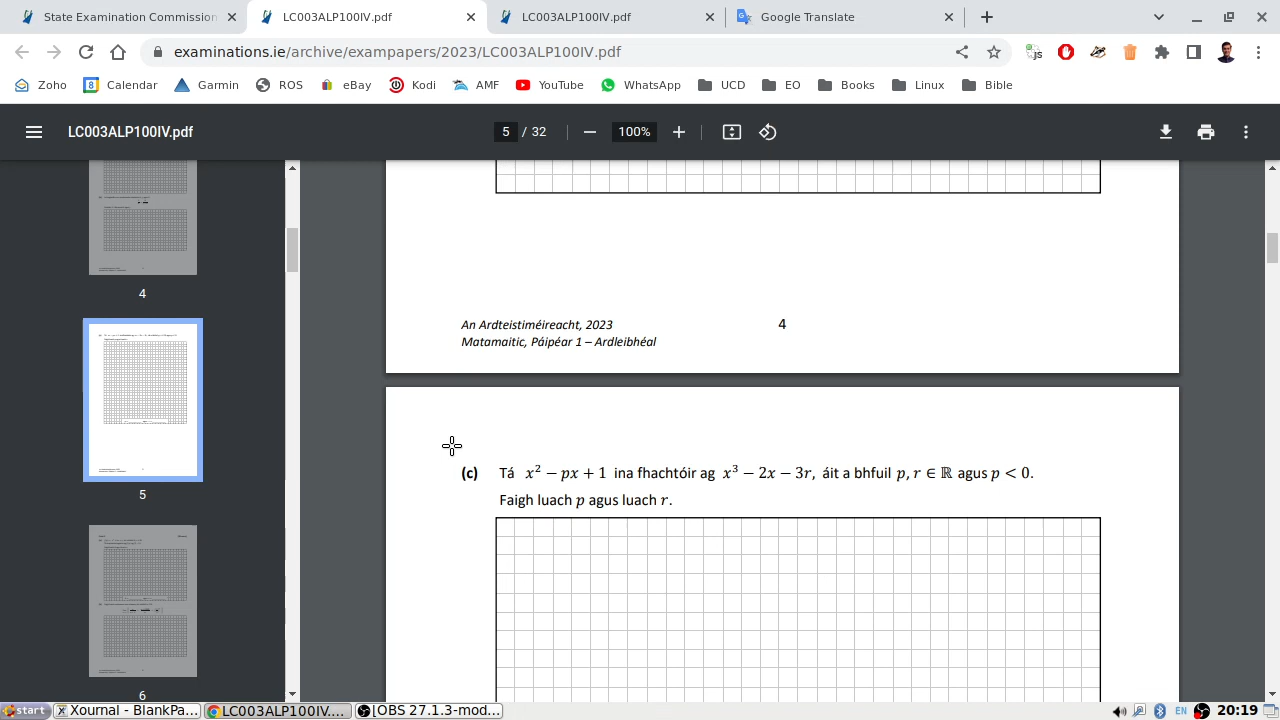 State Examination Commission
LC003ALP100IV.pdf
LC003ALP100IV.pdf
Google Translate
examinations.ie/archive/exampapers/2023/LC003ALP100IV.pdf
Zoho
Calendar
Garmin
ROS
eBay
Kodi
AMF
YouTube
WhatsApp
UCD
EO
Books
Linux
Bible
LC003ALP100IV.pdf
5 / 32
100%
4
5
6
An Ardteistiméireacht, 2023
4
Matamaitic, Páipéar 1 – Ardleibhéal
(c) Tá x² − px + 1 ina fhachtóir ag x³ − 2x − 3r, áit a bhfuil p, r ∈ ℝ agus p < 0.
Faigh luach p agus luach r.
start
Xournal - BlankPa...
LC003ALP100IV....
[OBS 27.1.3-mod...
EN
20:19